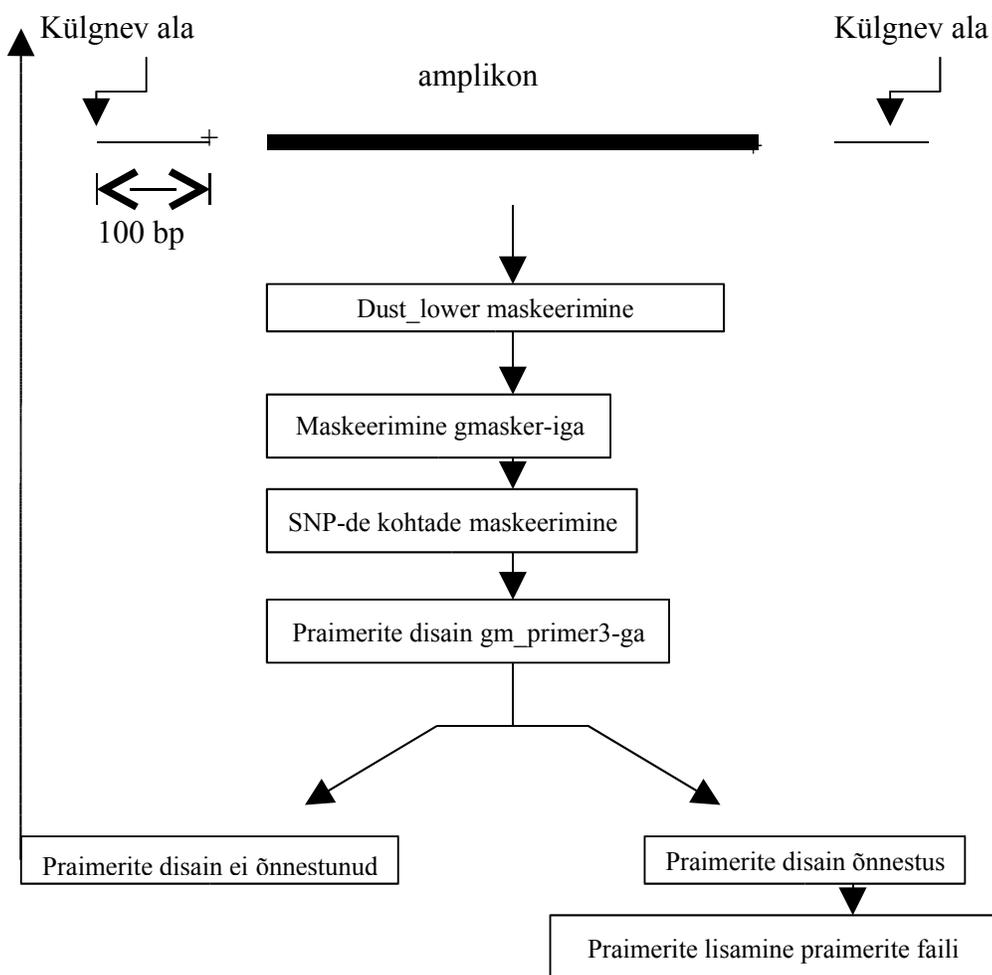 Külgnev ala
Külgnev ala
amplikon
100 bp
Dust_lower maskeerimine
Maskeerimine gmasker-iga
SNP-de kohtade maskeerimine
Praimerite disain gm_primer3-ga
Praimerite disain ei õnnestunud
Praimerite disain õnnestus
Praimerite lisamine praimerite faili